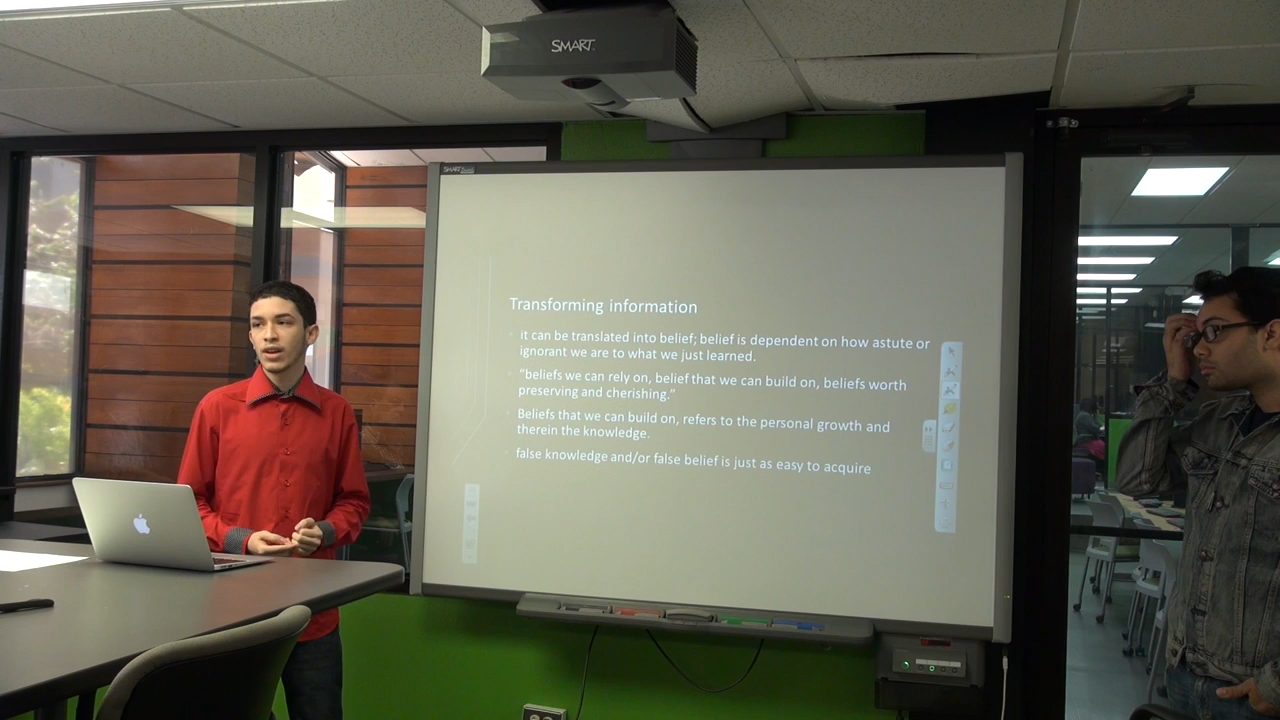 SMART
SMART
Transforming information
it can be translated into belief; belief is dependent on how astute or
ignorant we are to what we just learned.
"beliefs we can rely on, belief that we can build on, beliefs worth
preserving and cherishing."
Beliefs that we can build on, refers to the personal growth and
therein the knowledge.
false knowledge and/or false belief is just as easy to acquire